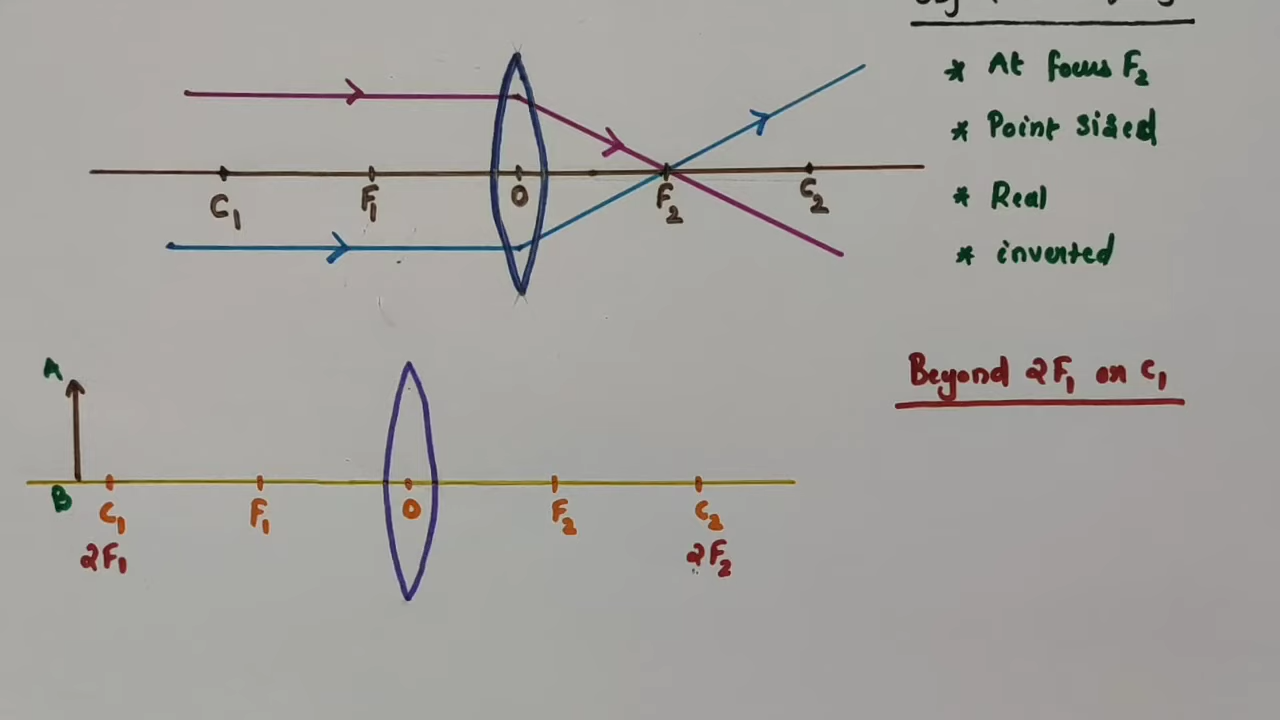 * At focus F₂
* Point sized
* Real
* inverted
C₁ F₁ O F₂ C₂
Beyond 2F₁ or C₁
A
B C₁ F₁ O F₂ C₂
2F₁ 2F₂